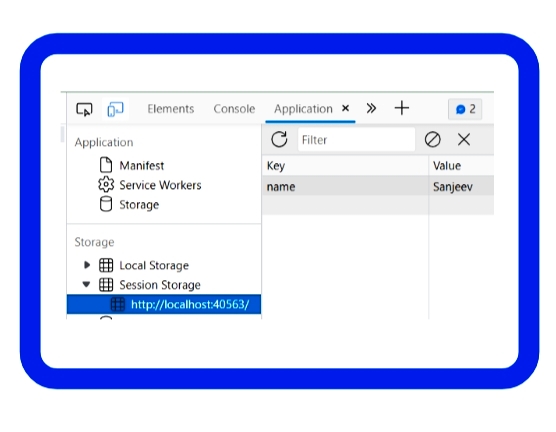 Elements Console Application × » + 2
Application
Manifest
Service Workers
Storage
Storage
Local Storage
Session Storage
http://localhost:40563/
Filter
Key Value
name Sanjeev